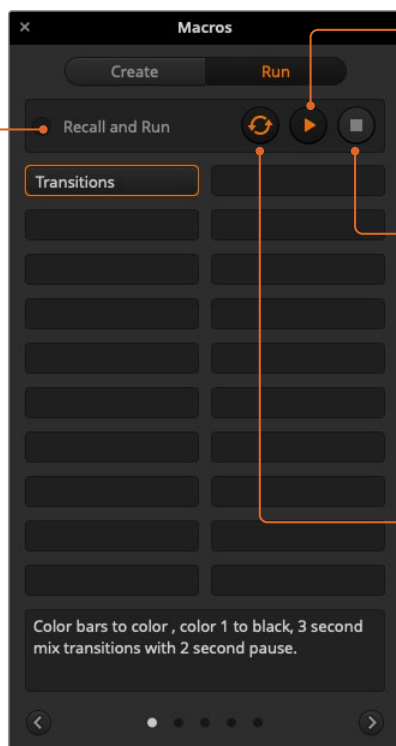 Macros
Create Run
Recall and Run
Transitions
Color bars to color , color 1 to black, 3 second
mix transitions with 2 second pause.